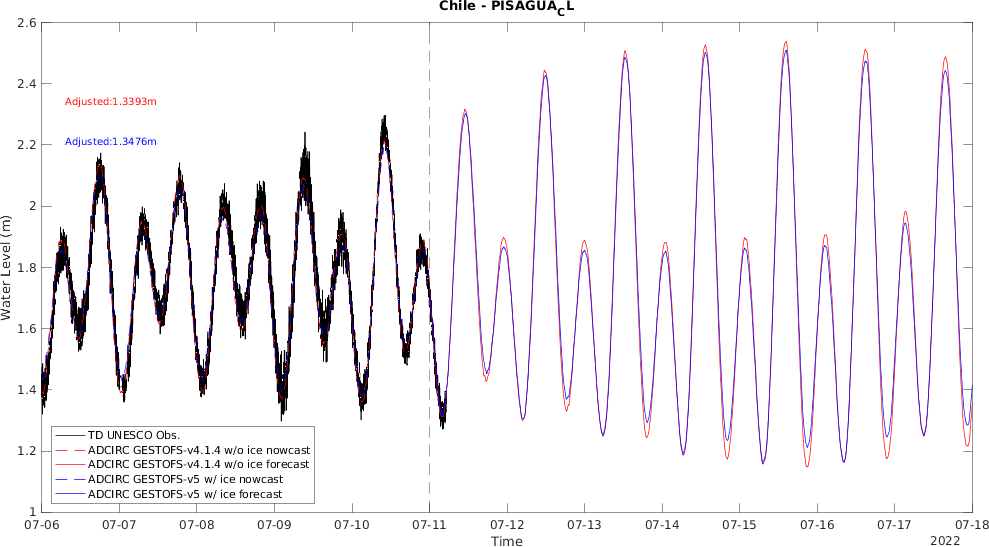 Chile - PISAGUA_CL
2.6
2.4
2.2
2
1.8
1.6
1.4
1.2
1
Water Level (m)
Adjusted:1.3393m
Adjusted:1.3476m
TD UNESCO Obs.
ADCIRC GESTOFS-v4.1.4 w/o ice nowcast
ADCIRC GESTOFS-v4.1.4 w/o ice forecast
ADCIRC GESTOFS-v5 w/ ice nowcast
ADCIRC GESTOFS-v5 w/ ice forecast
07-06 07-07 07-08 07-09 07-10 07-11 07-12 07-13 07-14 07-15 07-16 07-17 07-18
Time
2022